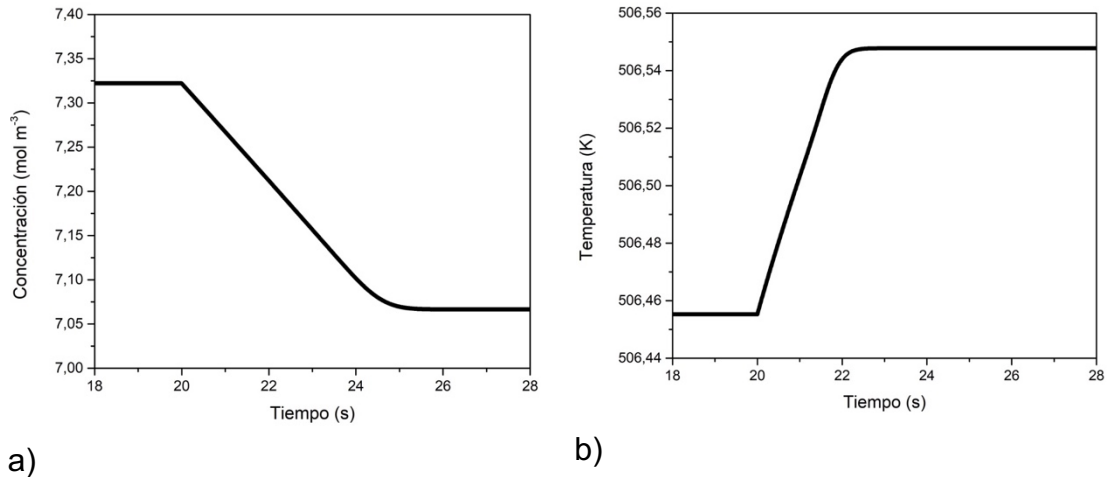 7,40
7,35
7,30
7,25
7,20
7,15
7,10
7,05
7,00
Concentración (mol m-3)
18 20 22 24 26 28
Tiempo (s)
a)
506,56
506,54
506,52
506,50
506,48
506,46
506,44
Temperatura (K)
18 20 22 24 26 28
Tiempo (s)
b)